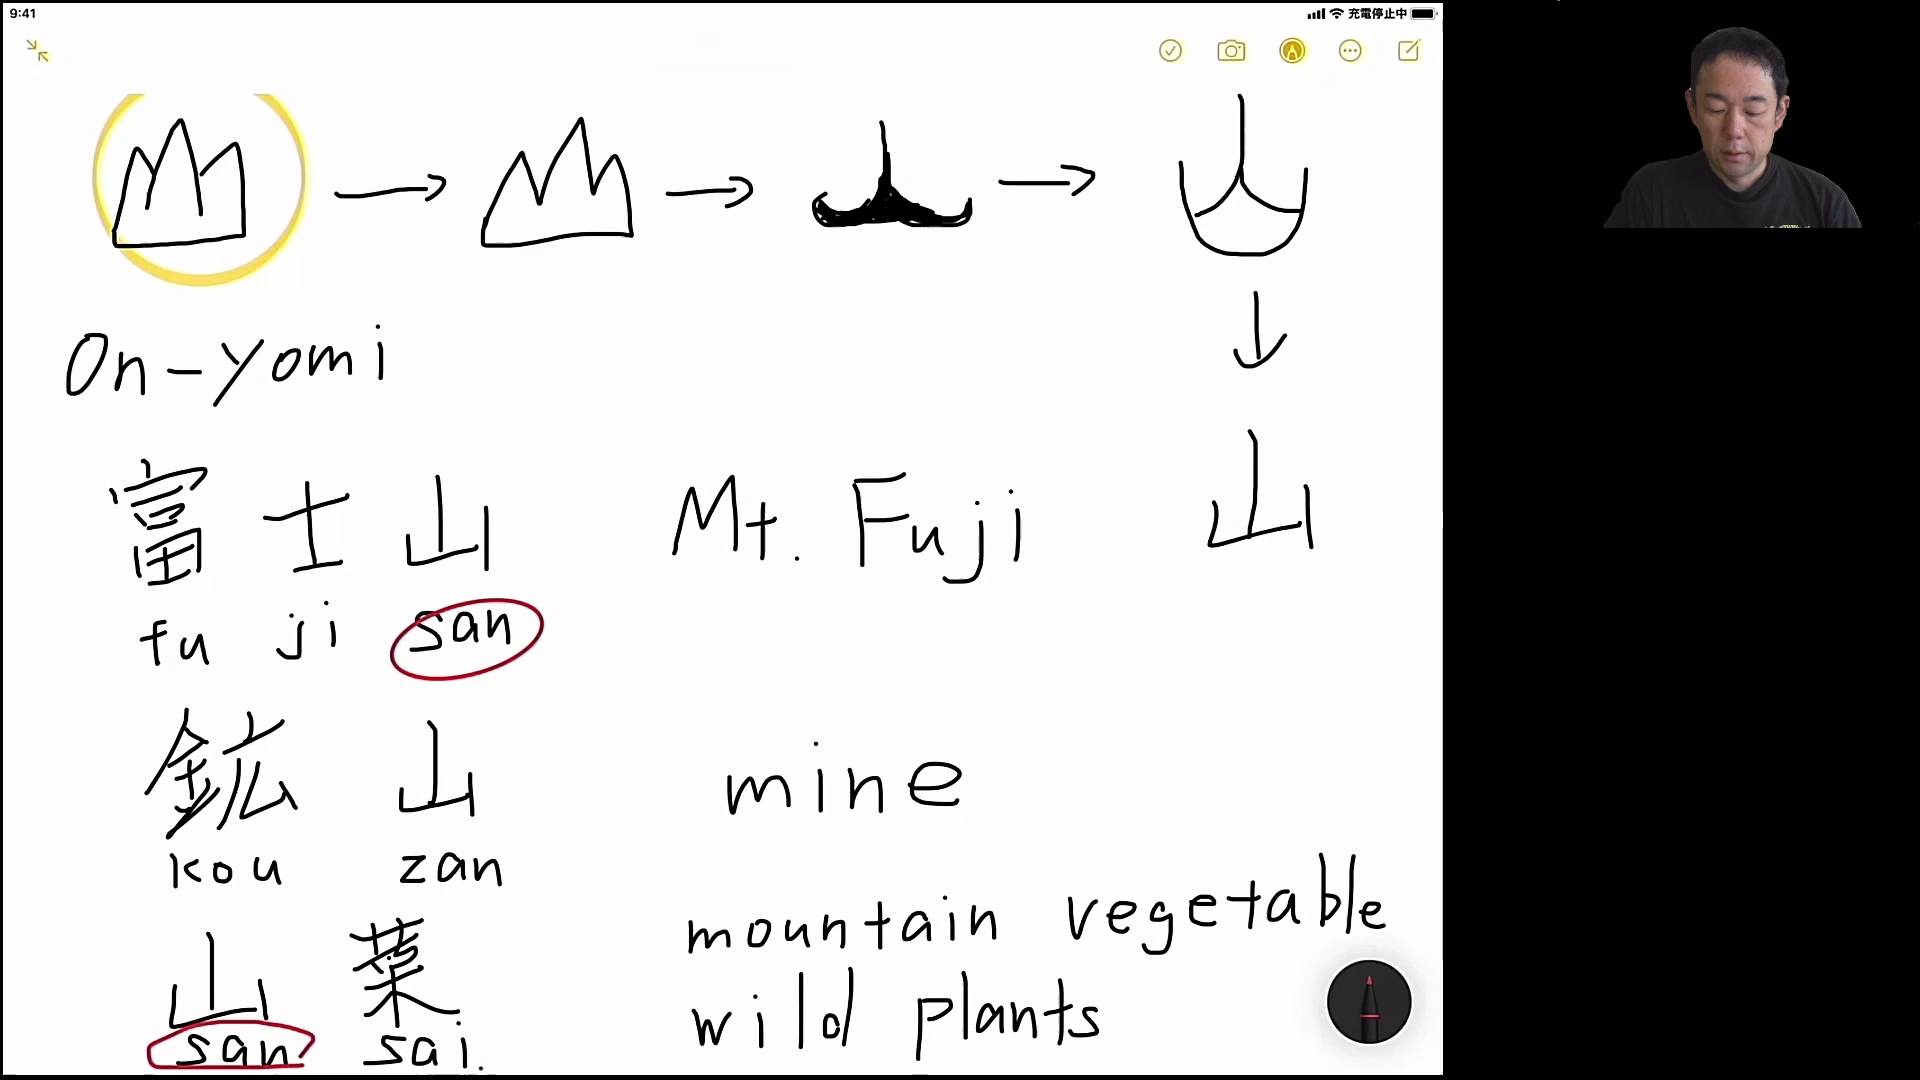 9:41 充電停止中
On-yomi
山
富士山 Mt. Fuji
fu ji san
鉱山 mine
kou zan
山菜 mountain vegetable
san sai. wild plants